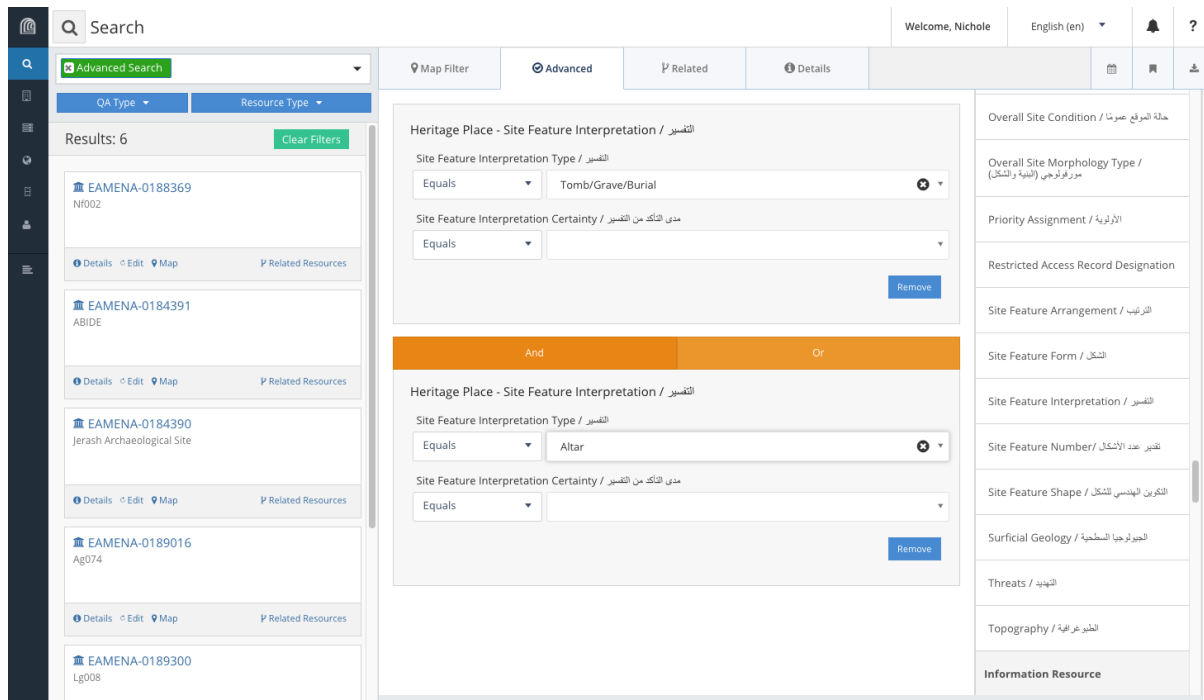 Search
Welcome, Nichole
English (en)
?
Advanced Search
QA Type
Resource Type
Results: 6
Clear Filters
EAMENA-0188369
Nf002
Details Edit Map Related Resources
EAMENA-0184391
ABIDE
Details Edit Map Related Resources
EAMENA-0184390
Jerash Archaeological Site
Details Edit Map Related Resources
EAMENA-0189016
Ag074
Details Edit Map Related Resources
EAMENA-0189300
Lg008
Map Filter
Advanced
Related
Details
Heritage Place - Site Feature Interpretation / التفسير
Site Feature Interpretation Type / التفسير
Equals Tomb/Grave/Burial
Site Feature Interpretation Certainty / مدى التأكد من التفسير
Equals
Remove
And Or
Heritage Place - Site Feature Interpretation / التفسير
Site Feature Interpretation Type / التفسير
Equals Altar
Site Feature Interpretation Certainty / مدى التأكد من التفسير
Equals
Remove
Overall Site Condition / حالة الموقع عمومًا
Overall Site Morphology Type /
مورفولوجي (البنية والشكل)
Priority Assignment / الأولوية
Restricted Access Record Designation
Site Feature Arrangement / الترتيب
Site Feature Form / الشكل
Site Feature Interpretation / التفسير
Site Feature Number/ تقدير عدد الأشكال
Site Feature Shape / التكوين الهندسي للشكل
Surficial Geology / الجيولوجيا السطحية
Threats / التهديد
Topography / الطبوغرافية
Information Resource